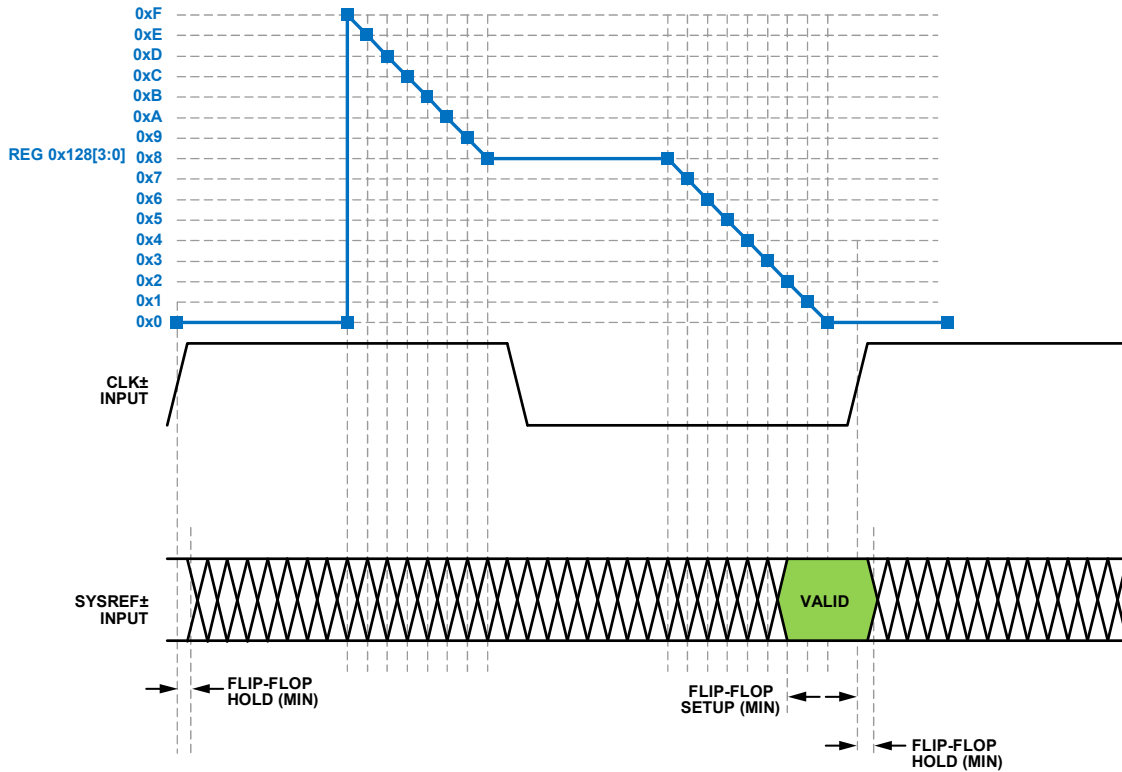 0xF
0xE
0xD
0xC
0xB
0xA
0x9
REG 0x128[3:0]
0x8
0x7
0x6
0x5
0x4
0x3
0x2
0x1
0x0
CLK±
INPUT
SYSREF±
INPUT
VALID
FLIP-FLOP
HOLD (MIN)
FLIP-FLOP
SETUP (MIN)
FLIP-FLOP
HOLD (MIN)